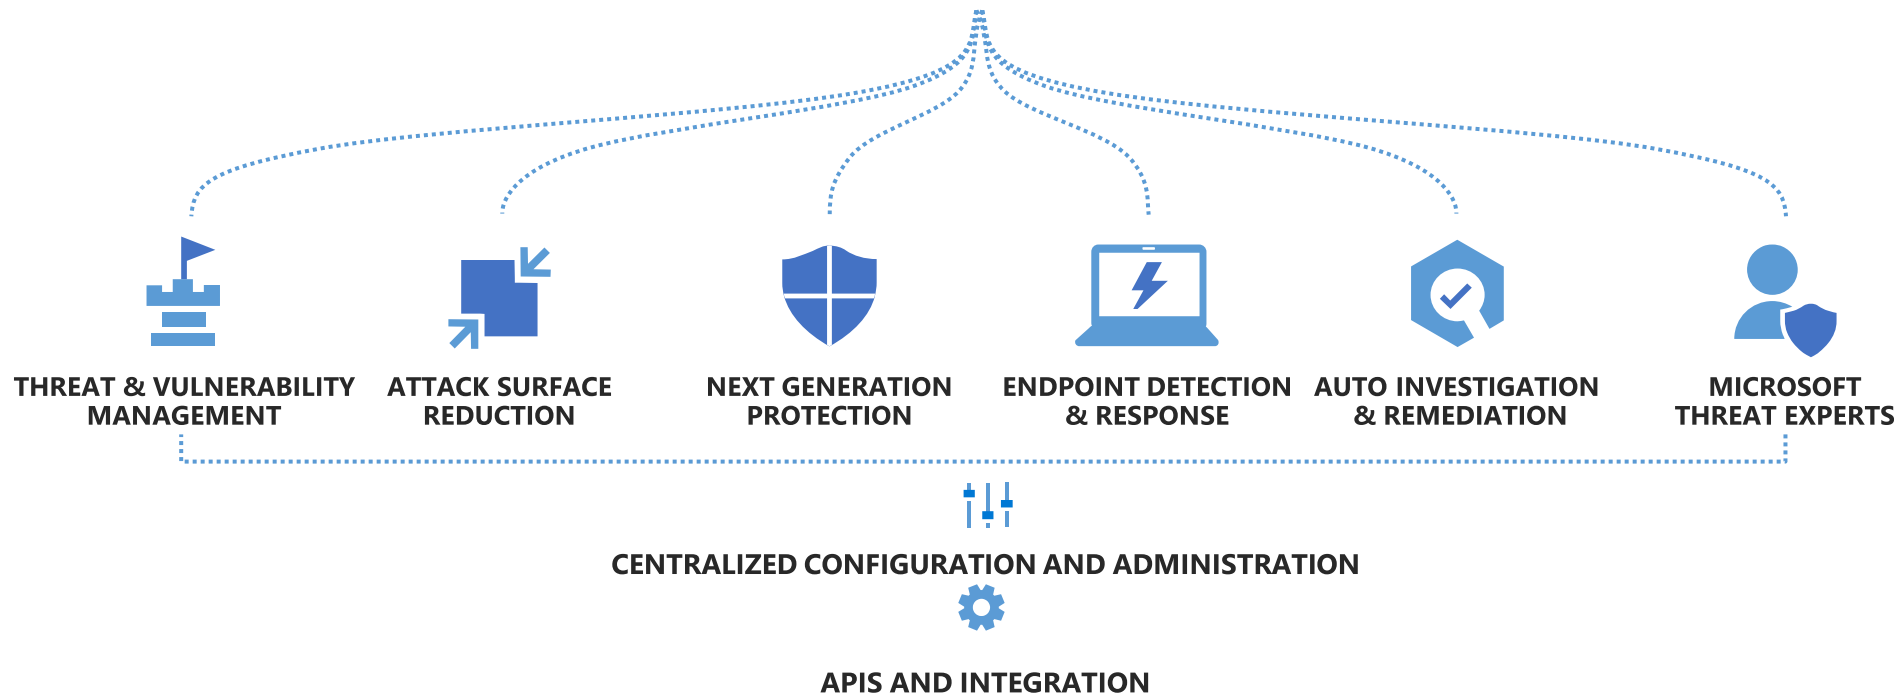 THREAT & VULNERABILITY
MANAGEMENT
ATTACK SURFACE
REDUCTION
NEXT GENERATION
PROTECTION
ENDPOINT DETECTION
& RESPONSE
AUTO INVESTIGATION
& REMEDIATION
MICROSOFT
THREAT EXPERTS
CENTRALIZED CONFIGURATION AND ADMINISTRATION
APIS AND INTEGRATION